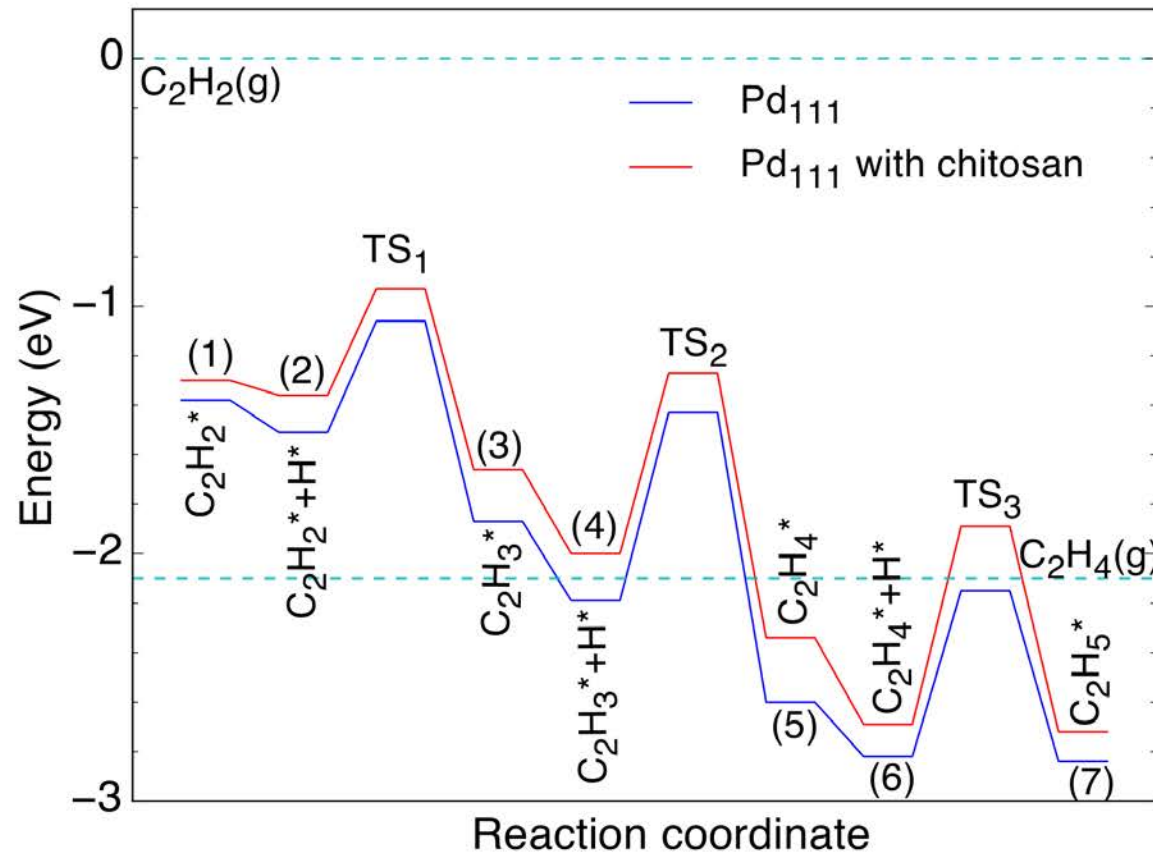 0
C₂H₂(g)
Pd₁₁₁
Pd₁₁₁ with chitosan
TS₁
−1
(1)
(2)
TS₂
C₂H₂*
C₂H₂*+H*
(3)
(4)
C₂H₃*
C₂H₃*+H*
−2
TS₃
C₂H₄(g)
C₂H₄*
C₂H₄*+H*
C₂H₅*
(5)
(6)
(7)
−3
Energy (eV)
Reaction coordinate